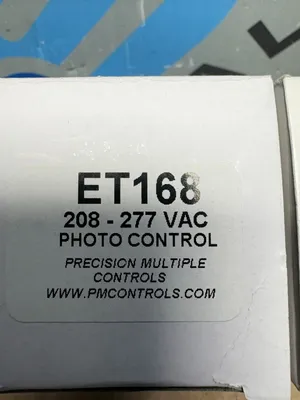 ET168
208 - 277 VAC
PHOTO CONTROL
PRECISION MULTIPLE
CONTROLS
WWW.PMCONTROLS.COM